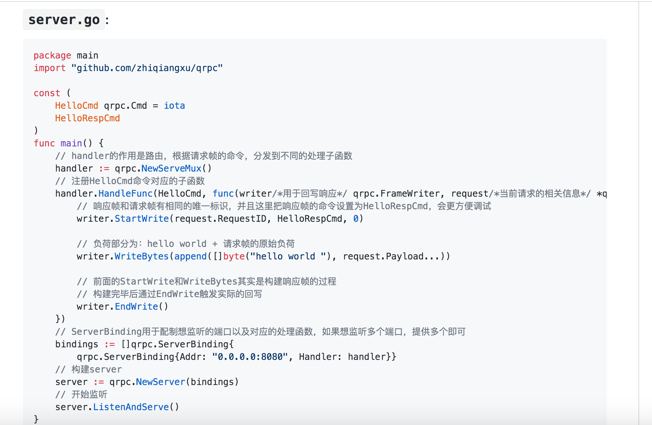 server.go :
package main
import "github.com/zhiqiangxu/qrpc"
const (
HelloCmd qrpc.Cmd = iota
HelloRespCmd
)
func main() {
// handler的作用是路由，根据请求帧的命令，分发到不同的处理子函数
handler := qrpc.NewServeMux()
// 注册HelloCmd命令对应的子函数
handler.HandleFunc(HelloCmd, func(writer/*用于回写响应*/ qrpc.FrameWriter, request/*当前请求的相关信息*/ *q
// 响应帧和请求帧有相同的唯一标识，并且这里把响应帧的命令设置为HelloRespCmd，会更方便调试
writer.StartWrite(request.RequestID, HelloRespCmd, 0)
// 负荷部分为：hello world + 请求帧的原始负荷
writer.WriteBytes(append([]byte("hello world "), request.Payload...))
// 前面的StartWrite和WriteBytes其实是构建响应帧的过程
// 构建完毕后通过EndWrite触发实际的回写
writer.EndWrite()
})
// ServerBinding用于配制想监听的端口以及对应的处理函数，如果想监听多个端口，提供多个即可
bindings := []qrpc.ServerBinding{
qrpc.ServerBinding{Addr: "0.0.0.0:8080", Handler: handler}}
// 构建server
server := qrpc.NewServer(bindings)
// 开始监听
server.ListenAndServe()
}